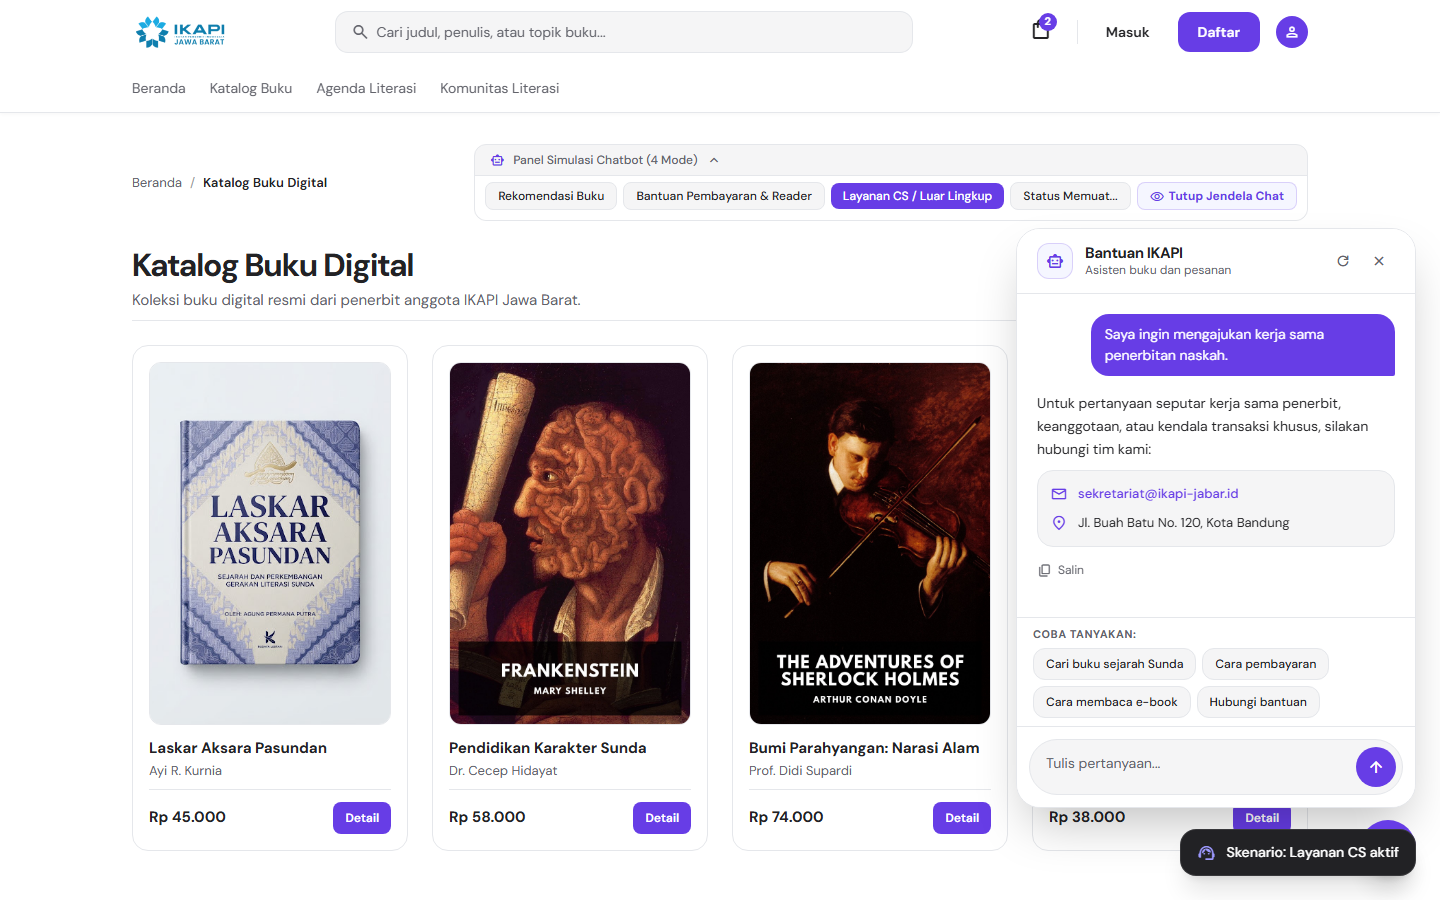 IKAPI
JAWA BARAT
Cari judul, penulis, atau topik buku...
2
Masuk
Daftar
Beranda
Katalog Buku
Agenda Literasi
Komunitas Literasi
Panel Simulasi Chatbot (4 Mode)
Beranda / Katalog Buku Digital
Rekomendasi Buku
Bantuan Pembayaran & Reader
Layanan CS / Luar Lingkup
Status Memuat...
Tutup Jendela Chat
Katalog Buku Digital
Koleksi buku digital resmi dari penerbit anggota IKAPI Jawa Barat.
LASKAR
AKSARA
PASUNDAN
SEJARAH DAN PERKEMBANGAN
GERAKAN LITERASI SUNDA
OLEH: AGUNG PERMANA PUTRA
Laskar Aksara Pasundan
Ayi R. Kurnia
Rp 45.000
Detail
FRANKENSTEIN
MARY SHELLEY
Pendidikan Karakter Sunda
Dr. Cecep Hidayat
Rp 58.000
Detail
THE ADVENTURES OF
SHERLOCK HOLMES
ARTHUR CONAN DOYLE
Bumi Parahyangan: Narasi Alam
Prof. Didi Supardi
Rp 74.000
Detail
Rp 38.000
Detail
Bantuan IKAPI
Asisten buku dan pesanan
Saya ingin mengajukan kerja sama
penerbitan naskah.
Untuk pertanyaan seputar kerja sama penerbit,
keanggotaan, atau kendala transaksi khusus, silakan
hubungi tim kami:
sekretariat@ikapi-jabar.id
Jl. Buah Batu No. 120, Kota Bandung
Salin
COBA TANYAKAN:
Cari buku sejarah Sunda
Cara pembayaran
Cara membaca e-book
Hubungi bantuan
Tulis pertanyaan...
Skenario: Layanan CS aktif